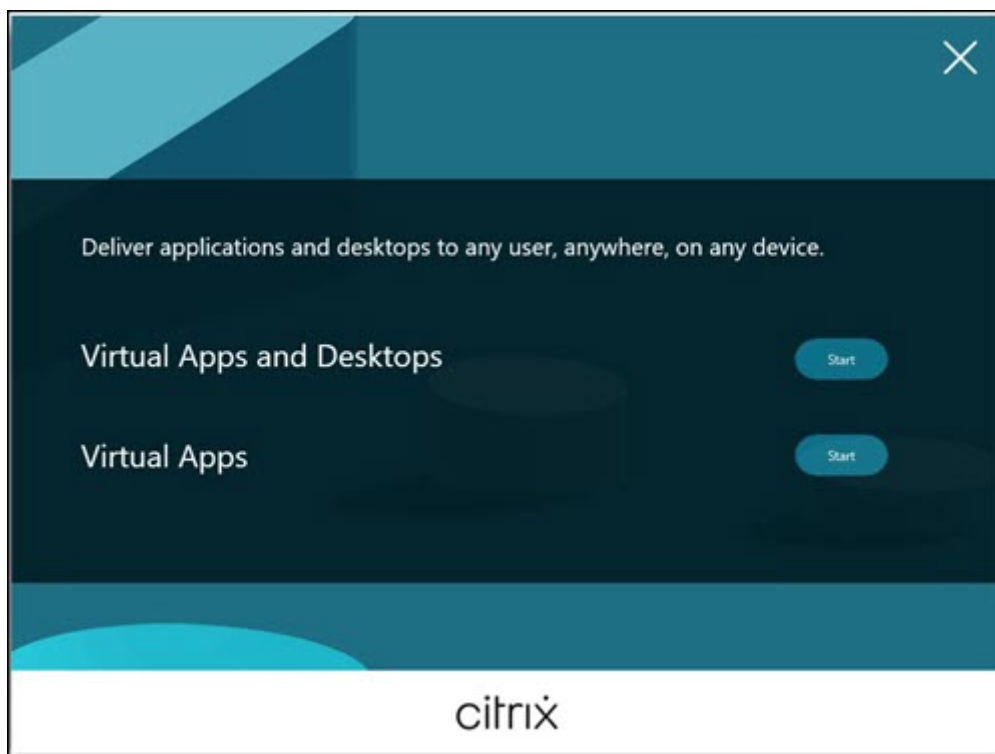 Deliver applications and desktops to any user, anywhere, on any device.
Virtual Apps and Desktops
Start
Virtual Apps
Start
citrix